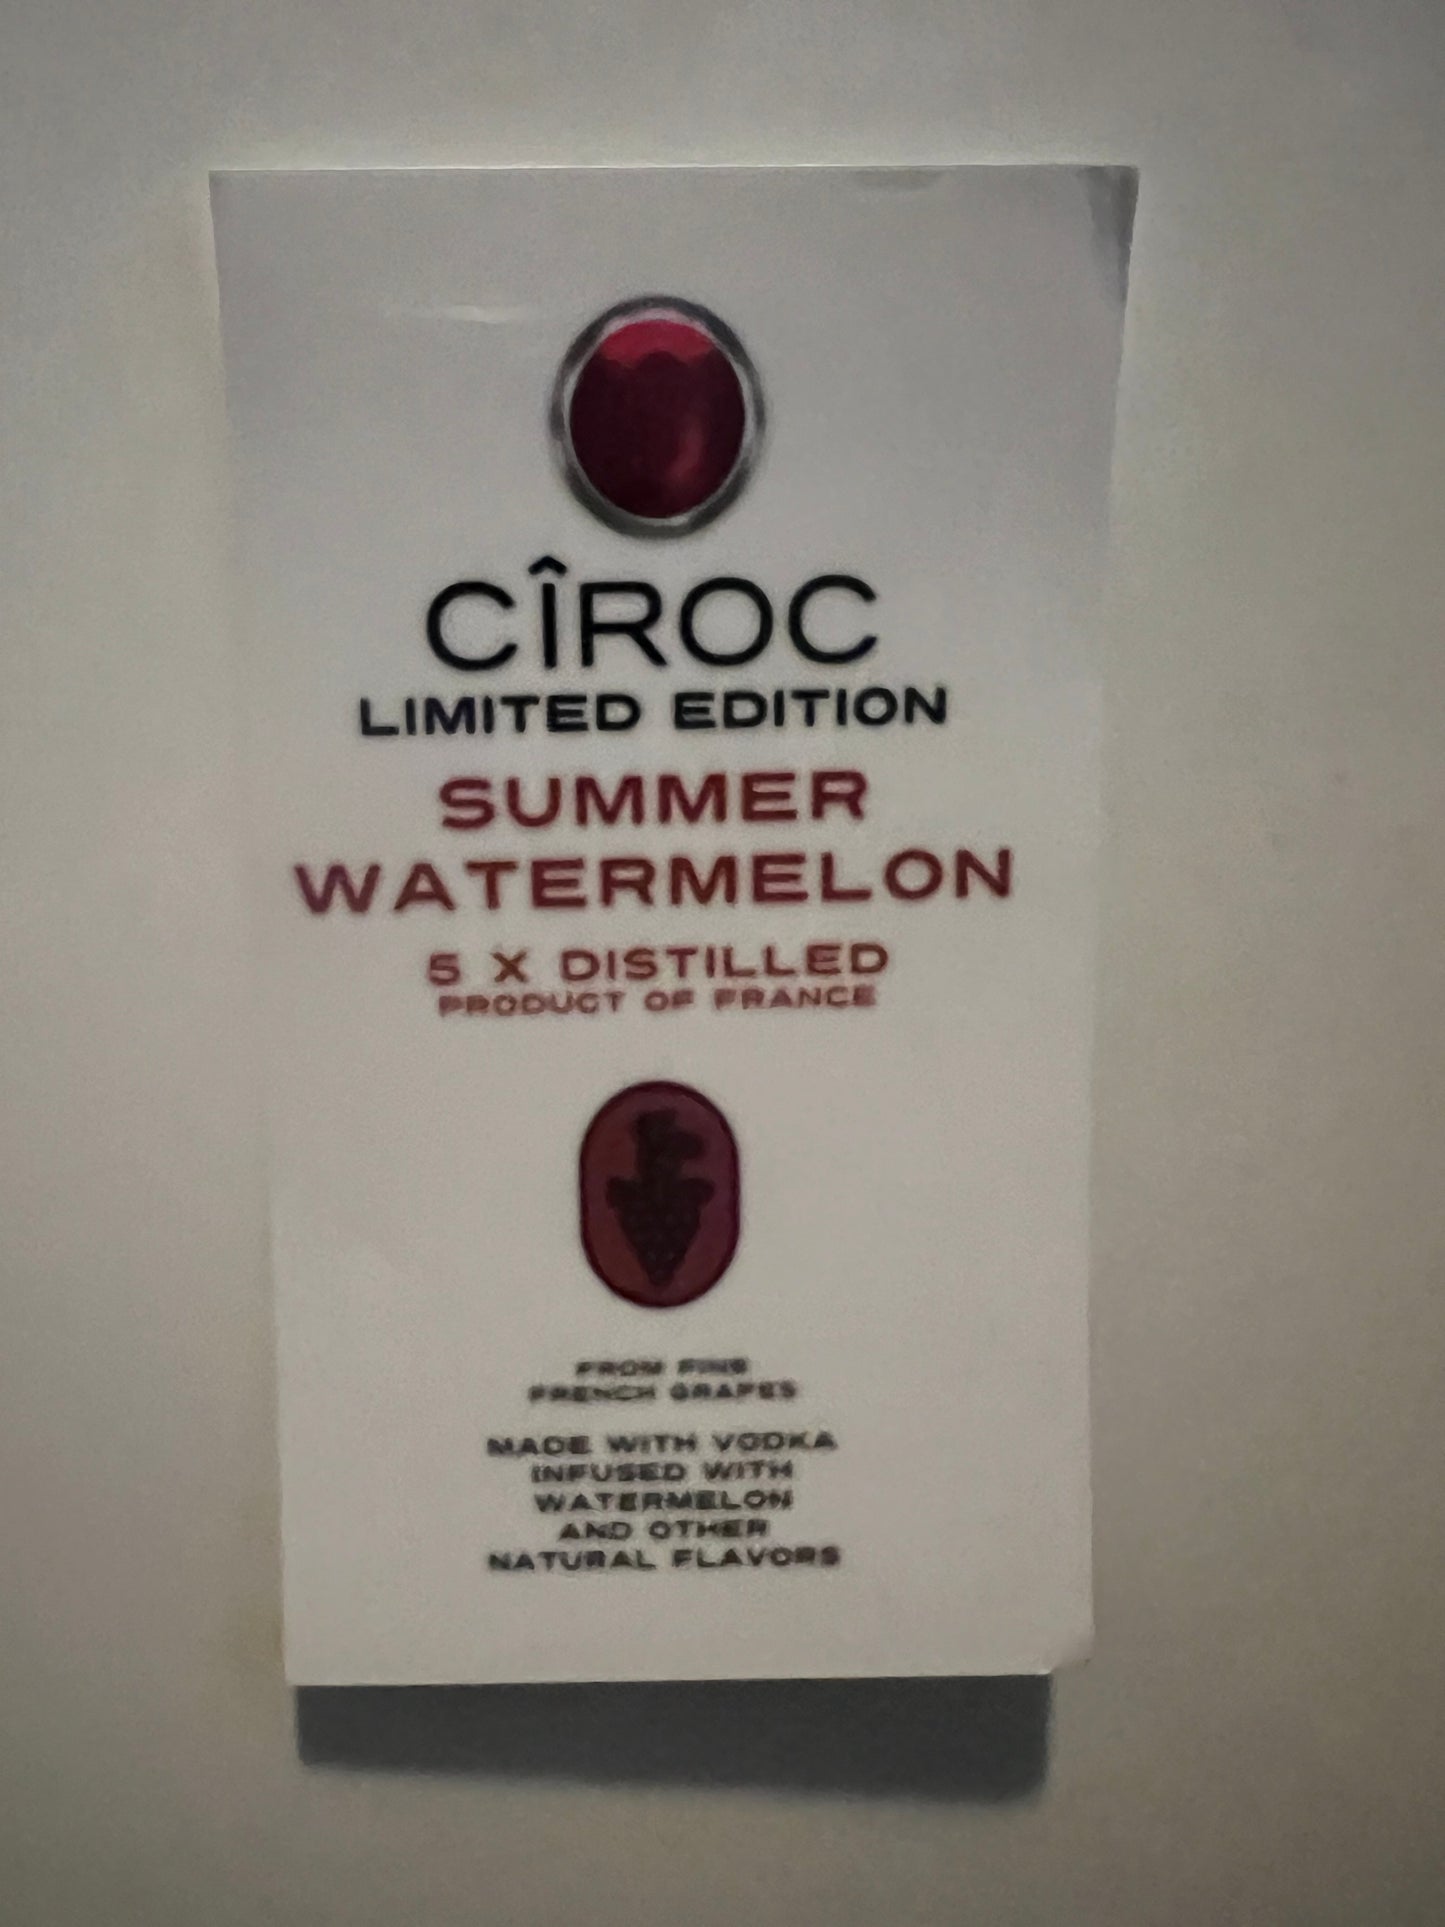 CÎROC
LIMITED EDITION
SUMMER
WATERMELON
5 X DISTILLED
PRODUCT OF FRANCE
FROM FINE
FRENCH GRAPES
MADE WITH VODKA
INFUSED WITH
WATERMELON
AND OTHER
NATURAL FLAVORS